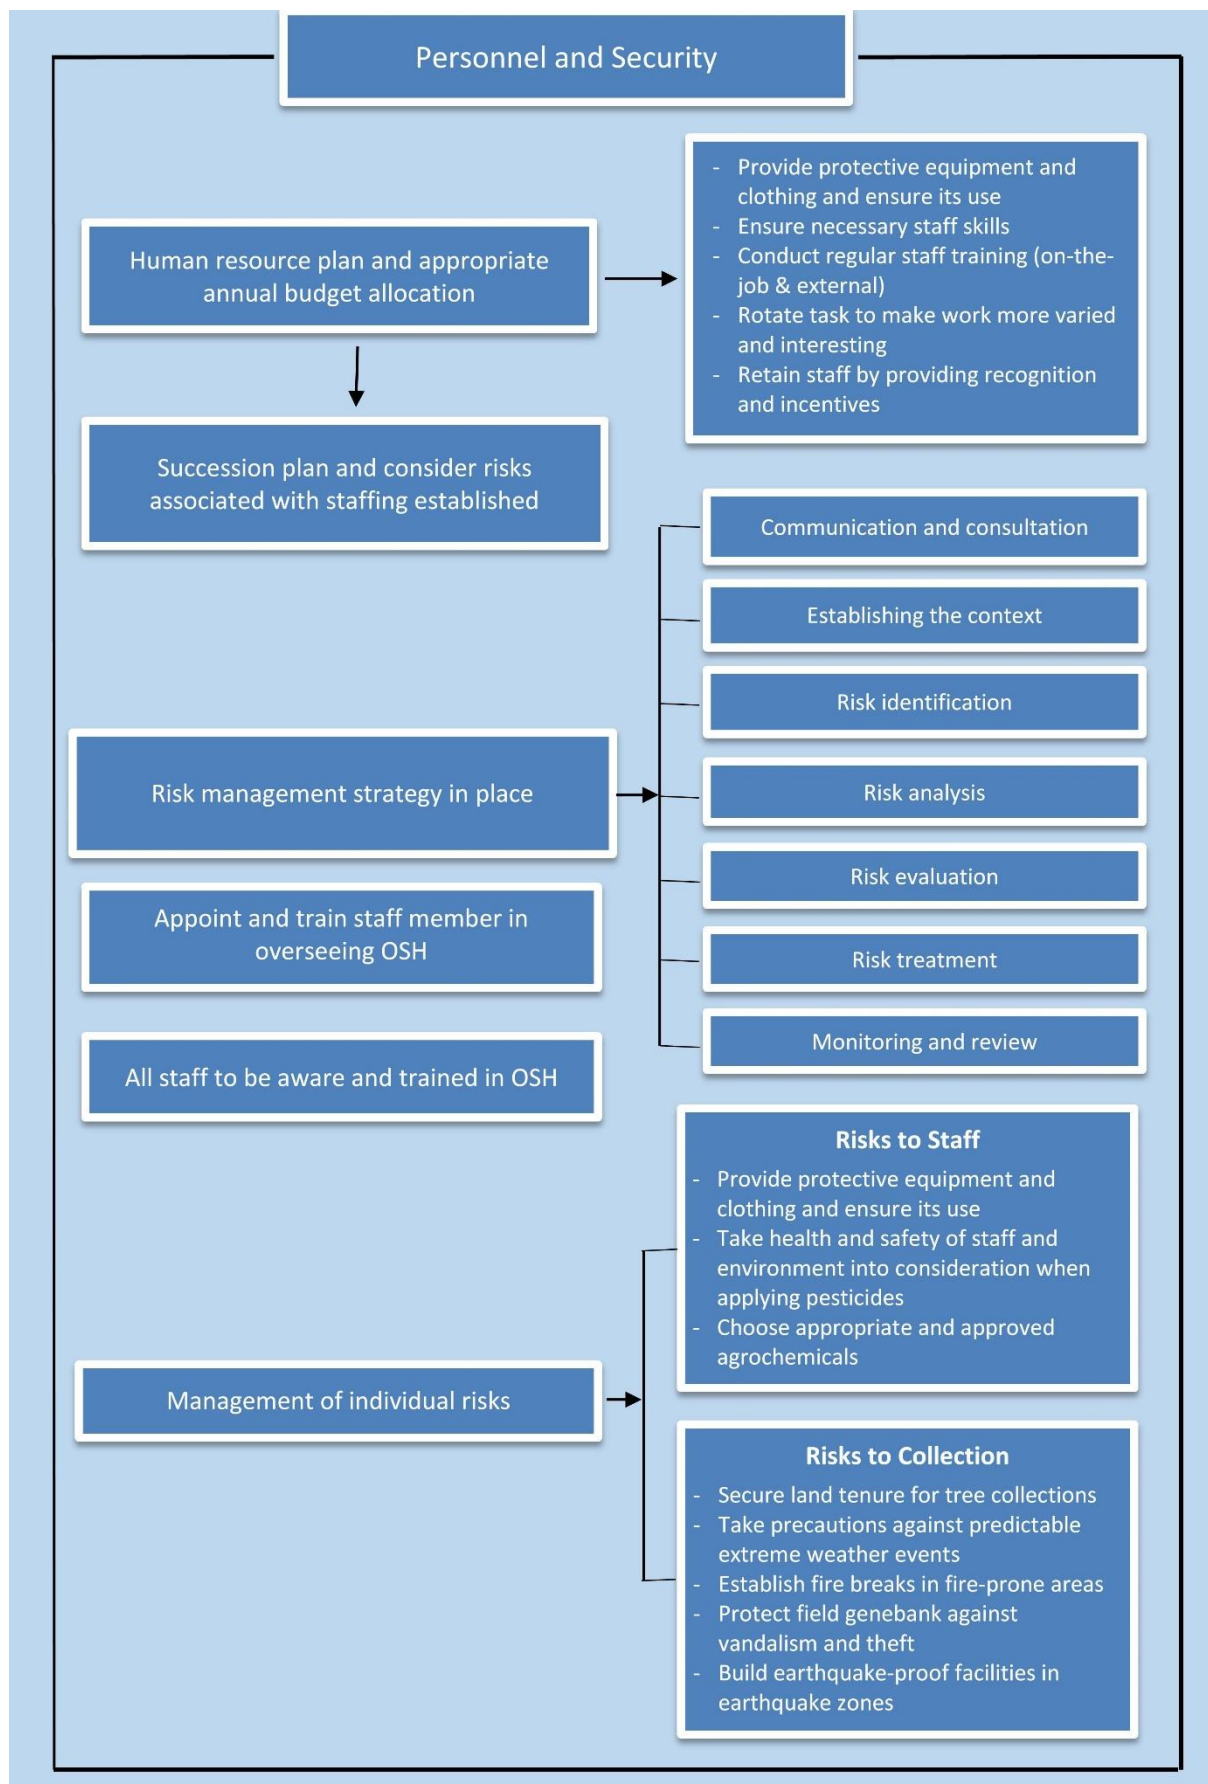 Personnel and Security
Human resource plan and appropriate
annual budget allocation
- Provide protective equipment and
clothing and ensure its use
- Ensure necessary staff skills
- Conduct regular staff training (on-the-
job & external)
- Rotate task to make work more varied
and interesting
- Retain staff by providing recognition
and incentives
Succession plan and consider risks
associated with staffing established
Risk management strategy in place
Communication and consultation
Establishing the context
Risk identification
Risk analysis
Risk evaluation
Risk treatment
Monitoring and review
Appoint and train staff member in
overseeing OSH
All staff to be aware and trained in OSH
Management of individual risks
Risks to Staff
- Provide protective equipment and
clothing and ensure its use
- Take health and safety of staff and
environment into consideration when
applying pesticides
- Choose appropriate and approved
agrochemicals
Risks to Collection
- Secure land tenure for tree collections
- Take precautions against predictable
extreme weather events
- Establish fire breaks in fire-prone areas
- Protect field genebank against
vandalism and theft
- Build earthquake-proof facilities in
earthquake zones